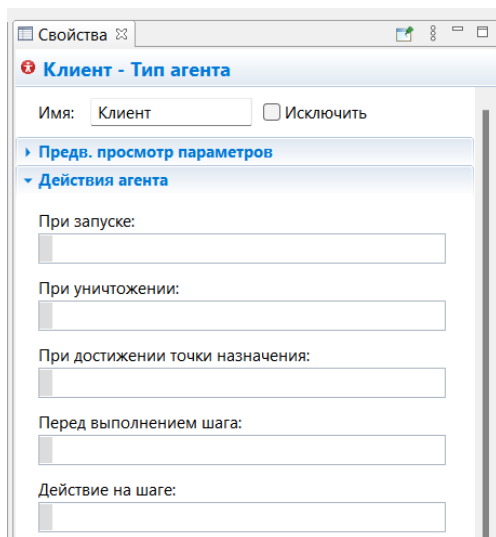 Свойства
Клиент - Тип агента
Имя: Клиент Исключить
Предв. просмотр параметров
Действия агента
При запуске:
При уничтожении:
При достижении точки назначения:
Перед выполнением шага:
Действие на шаге: